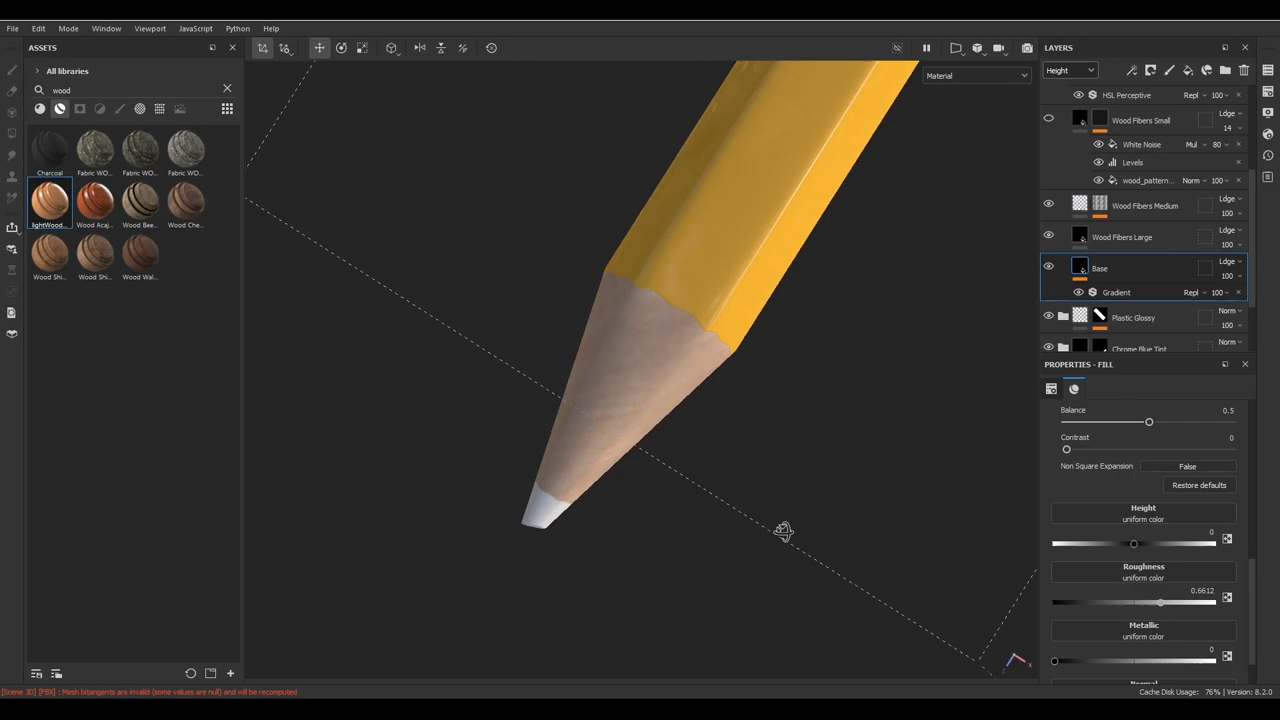 File Edit Mode Window Viewport JavaScript Python Help
ASSETS
All libraries
wood
Charcoal Fabric WO... Fabric WO... Fabric WO...
lightWood... Wood Acaj... Wood Bee... Wood Che...
Wood Shi... Wood Shi... Wood Wal...
Material
LAYERS
Height
HSL Perceptive Repl 100
Wood Fibers Small Ldge 14
White Noise Mul 80
Levels
wood_pattern... Norm 100
Wood Fibers Medium Ldge 100
Wood Fibers Large Ldge 100
Base Ldge 100
Gradient Repl 100
Plastic Glossy Norm 100
Chrome Blue Tint Norm
PROPERTIES - FILL
Balance 0.5
Contrast 0
Non Square Expansion False
Restore defaults
Height
uniform color
0
Roughness
uniform color
0.6612
Metallic
uniform color
0
Normal
[Scene 3D] [FBX] : Mesh bitangents are invalid (some values are null) and will be recomputed
Cache Disk Usage: 76% | Version: 8.2.0